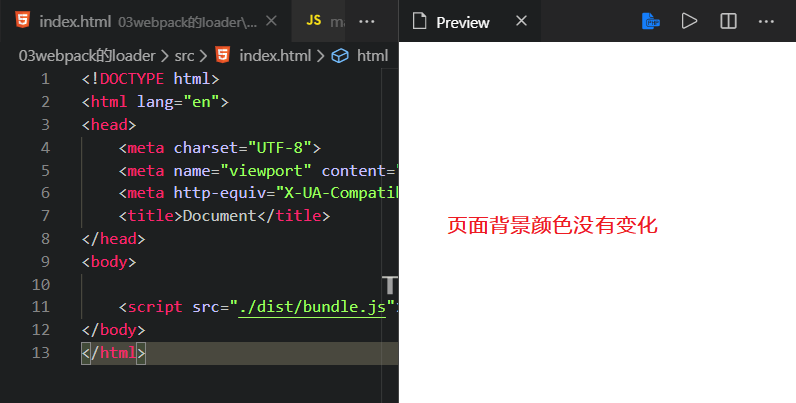 index.html 03webpack的loader\... JS ma ...
03webpack的loader > src > index.html > html
1 <!DOCTYPE html>
2 <html lang="en">
3 <head>
4 <meta charset="UTF-8">
5 <meta name="viewport" content="
6 <meta http-equiv="X-UA-Compatib
7 <title>Document</title>
8 </head>
9 <body>
10
11 <script src="./dist/bundle.js"
12 </body>
13 </html>
Preview
页面背景颜色没有变化